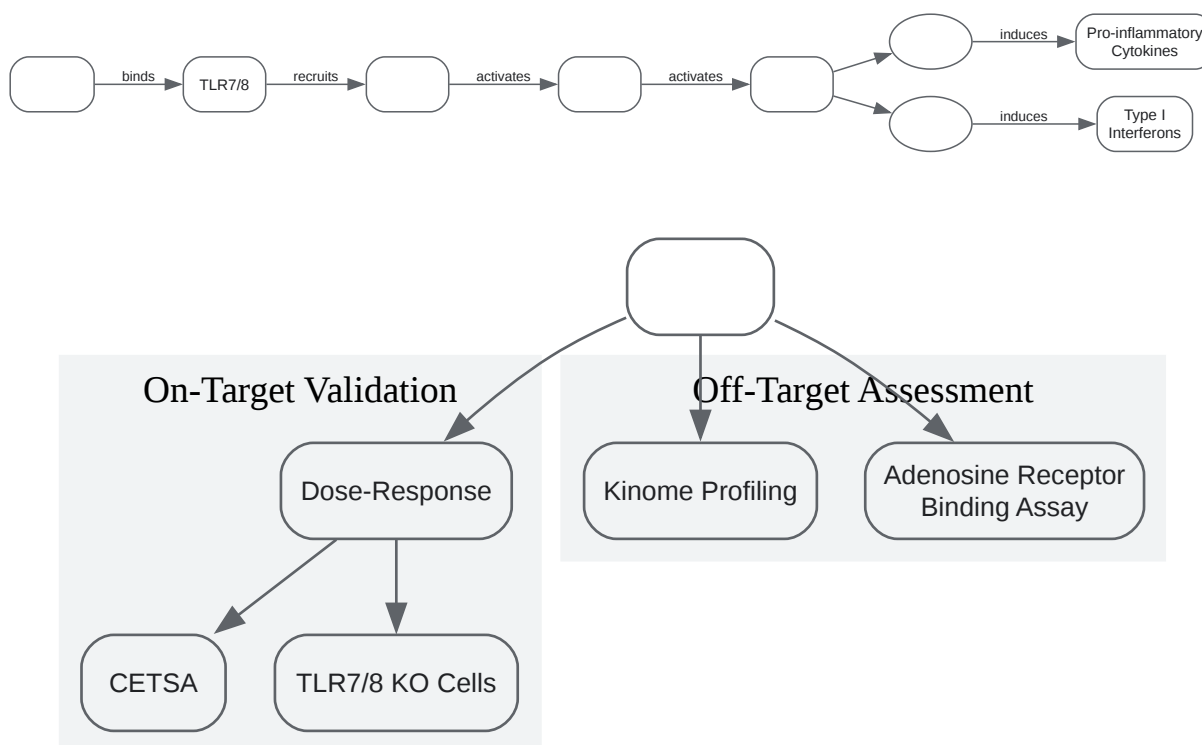 binds
TLR7/8
recruits
activates
activates
induces
Pro-inflammatory
Cytokines
induces
Type I
Interferons
On-Target Validation
Off-Target Assessment
Dose-Response
Kinome Profiling
Adenosine Receptor
Binding Assay
CETSA
TLR7/8 KO Cells